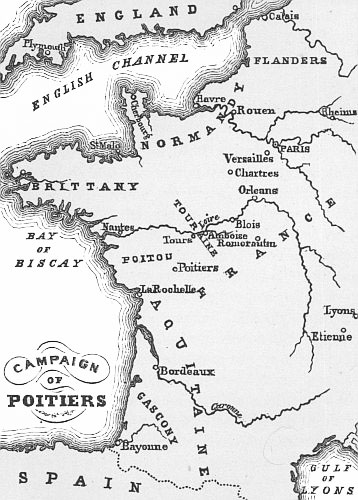 ENGLAND
Calais
Plymouth
FLANDERS
ENGLISH CHANNEL
Havre
Rouen
Rheims
Cherbourg
NORMANDY
St Malo
PARIS
Versailles
Chartres
BRITTANY
Orleans
TOURAINE
Loire
Blois
Nantes
Amboise
Tours
Romorantin
BAY
OF
BISCAY
POITOU
Poitiers
FRANCE
La Rochelle
Lyons
Etienne
AQUITAINE
CAMPAIGN
OF
POITIERS
Bordeaux
GASCONY
Garonne
Bayonne
SPAIN
GULF
OF
LYONS